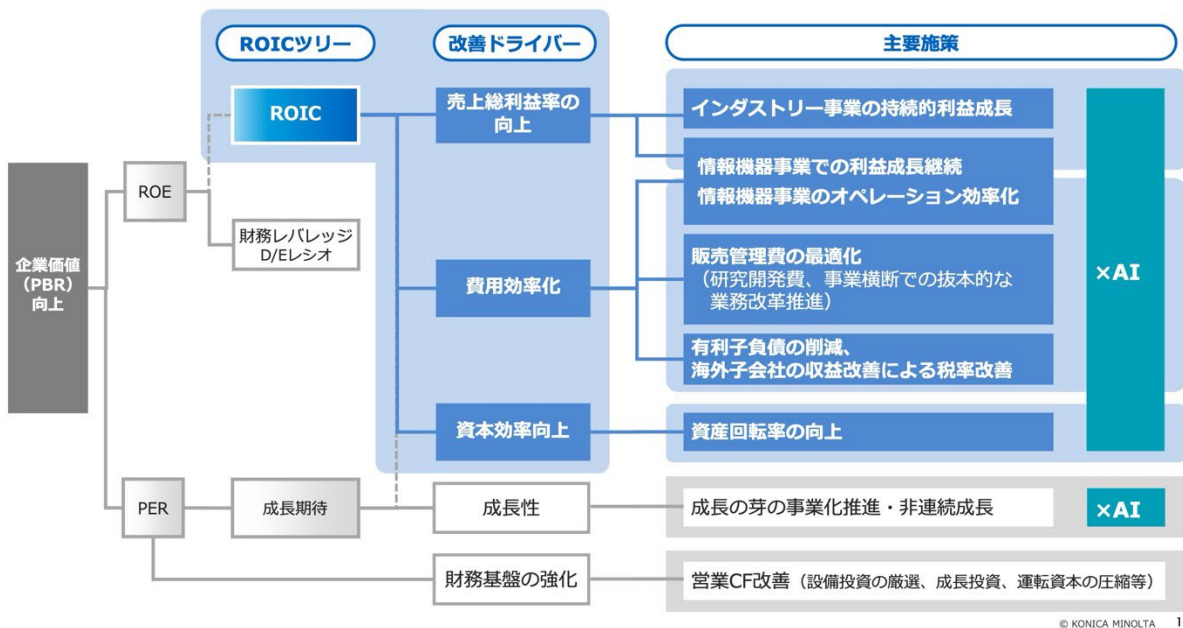 ROICツリー
改善ドライバー
主要施策
ROIC
売上総利益率の
向上
インダストリー事業の持続的利益成長
情報機器事業での利益成長継続
情報機器事業のオペレーション効率化
ROE
財務レバレッジ
D/Eレシオ
企業価値
（PBR）
向上
費用効率化
販売管理費の最適化
（研究開発費、事業横断での抜本的な
業務改革推進）
×AI
有利子負債の削減、
海外子会社の収益改善による税率改善
資本効率向上
資産回転率の向上
PER
成長期待
成長性
成長の芽の事業化推進・非連続成長
×AI
財務基盤の強化
営業CF改善（設備投資の厳選、成長投資、運転資本の圧縮等）
© KONICA MINOLTA 1